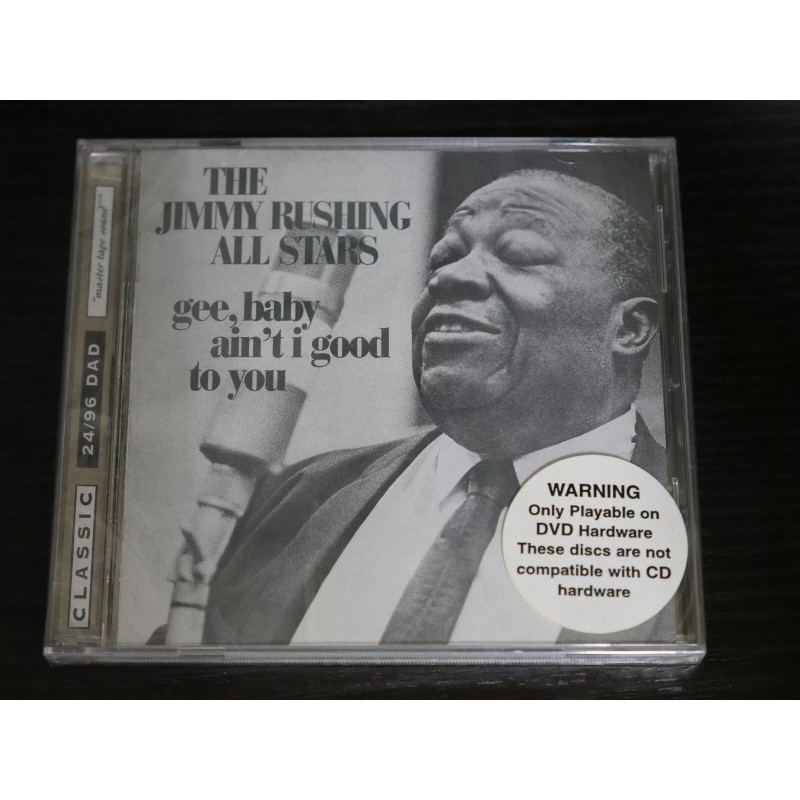 THE
JIMMY RUSHING
ALL STARS
gee, baby
ain't i good
to you
WARNING
Only Playable on
DVD Hardware
These discs are not
compatible with CD
hardware
CLASSIC
24/96 DAD
"master tape sound"